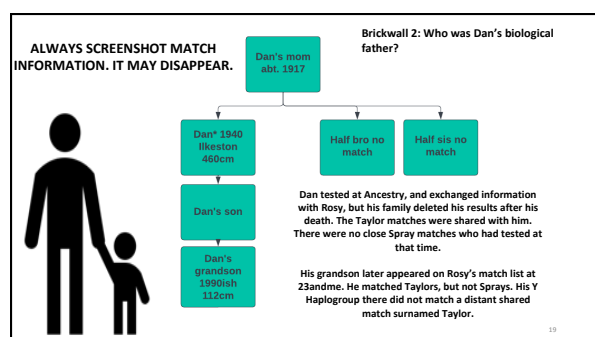 ALWAYS SCREENSHOT MATCH
INFORMATION. IT MAY DISAPPEAR.
Brickwall 2: Who was Dan's biological
father?
Dan's mom
abt. 1917
Dan* 1940
Ilkeston
460cm
Half bro no
match
Half sis no
match
Dan's son
Dan's
grandson
1990ish
112cm
Dan tested at Ancestry, and exchanged information
with Rosy, but his family deleted his results after his
death. The Taylor matches were shared with him.
There were no close Spray matches who had tested at
that time.
His grandson later appeared on Rosy's match list at
23andme. He matched Taylors, but not Sprays. His Y
Haplogroup there did not match a distant shared
match surnamed Taylor.
19